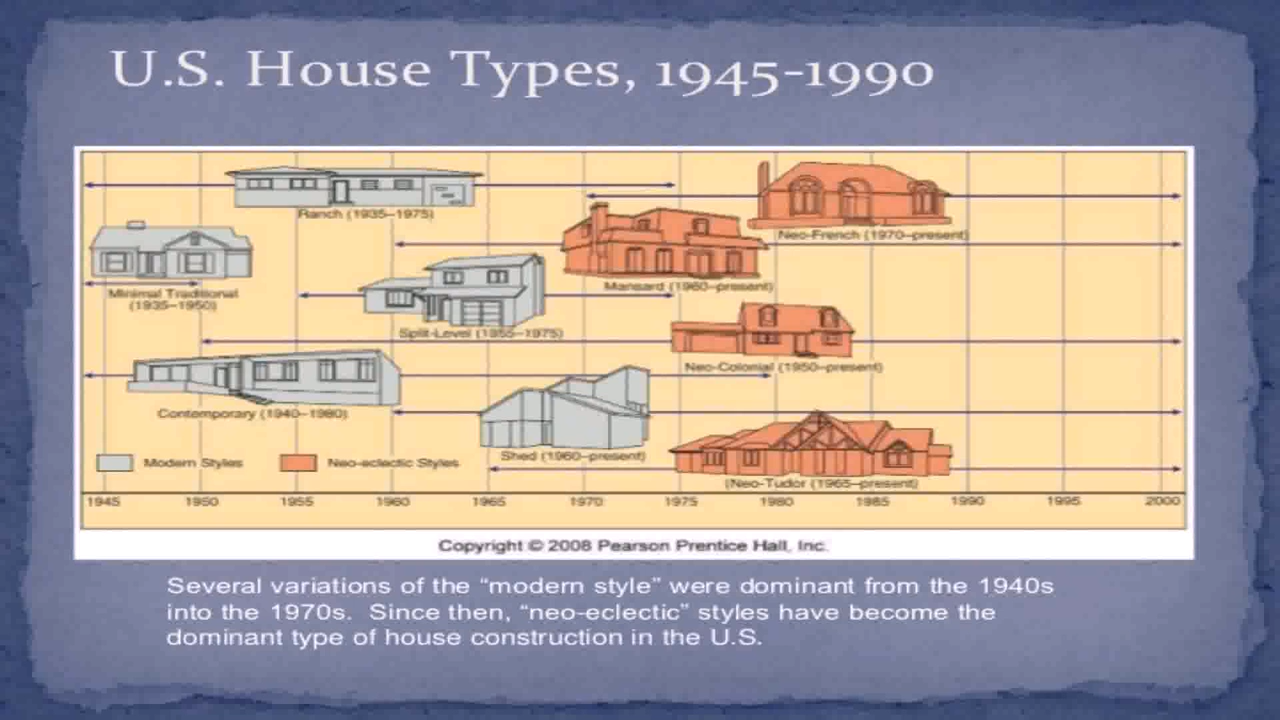 U.S. House Types, 1945-1990
Ranch (1935–1975)
Neo-French (1970–present)
Minimal Traditional
(1935–1950)
Mansard (1960–present)
Split-Level (1955–1975)
Neo-Colonial (1950–present)
Contemporary (1940–1980)
Shed (1960–present)
Modern Styles
Neo-eclectic Styles
(Neo-Tudor (1965–present)
1945 1950 1955 1960 1965 1970 1975 1980 1985 1990 1995 2000
Copyright © 2008 Pearson Prentice Hall, Inc.
Several variations of the “modern style” were dominant from the 1940s
into the 1970s. Since then, “neo-eclectic” styles have become the
dominant type of house construction in the U.S.